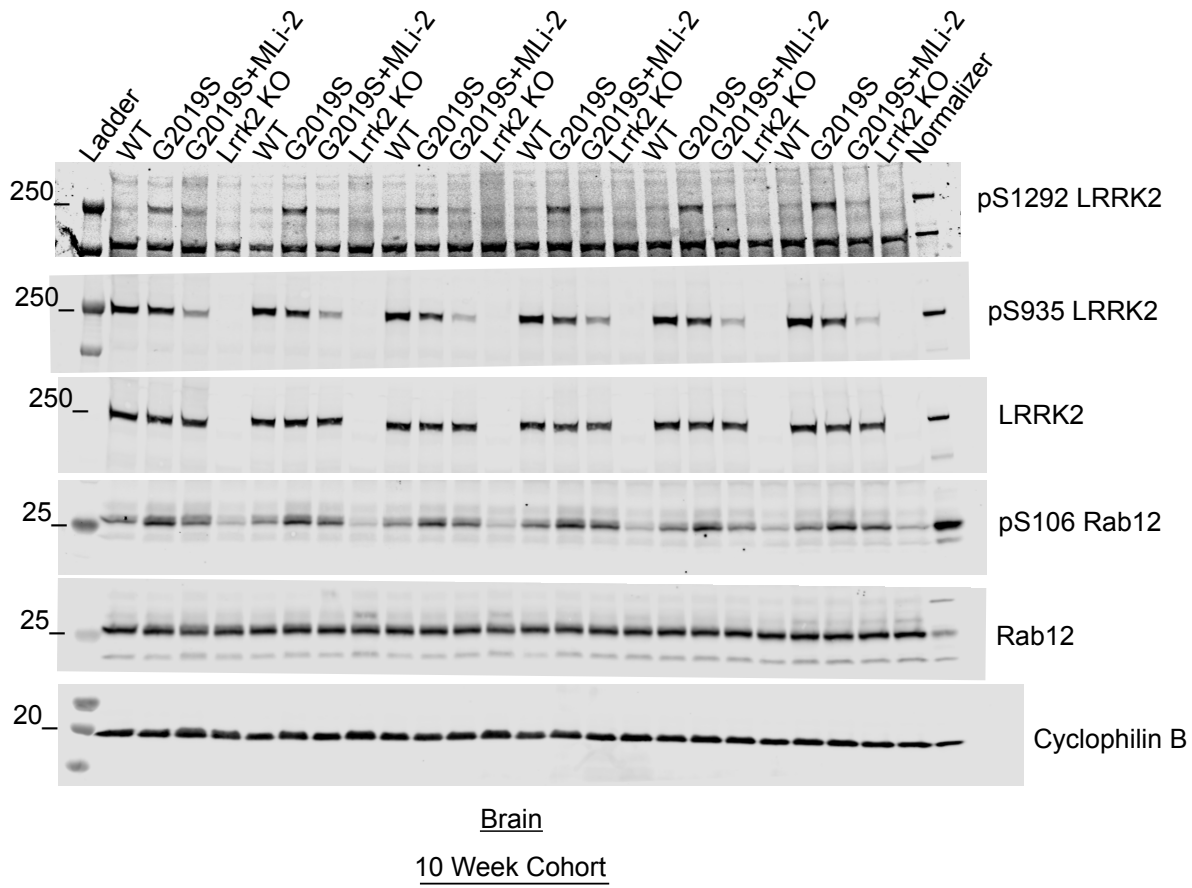 Ladder
WT
G2019S
G2019S+MLi-2
Lrrk2 KO
WT
G2019S
G2019S+MLi-2
Lrrk2 KO
WT
G2019S
G2019S+MLi-2
Lrrk2 KO
WT
G2019S
G2019S+MLi-2
Lrrk2 KO
WT
G2019S
G2019S+MLi-2
Lrrk2 KO
WT
G2019S
G2019S+MLi-2
Lrrk2 KO
Normalizer
250
pS1292 LRRK2
250
pS935 LRRK2
250
LRRK2
25
pS106 Rab12
25
Rab12
20
Cyclophilin B
Brain
10 Week Cohort